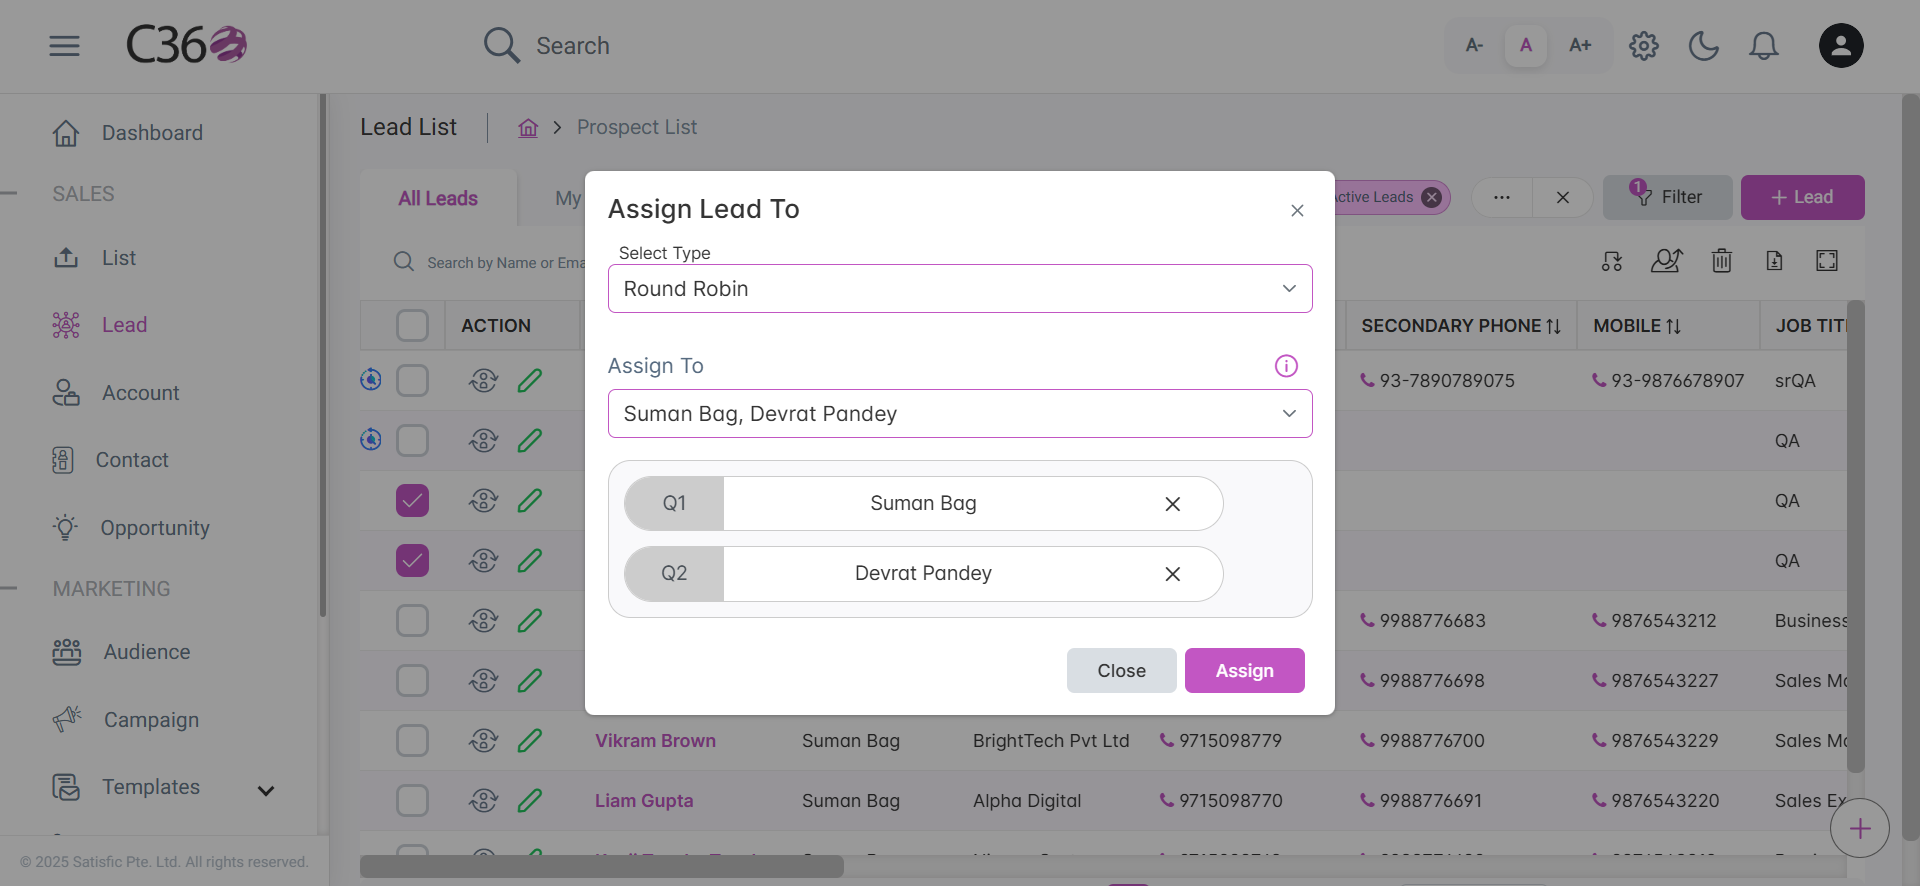 C360
Search
A-
A
A+
Dashboard
SALES
List
Lead
Account
Contact
Opportunity
MARKETING
Audience
Campaign
Templates
© 2025 Satisfic Pte. Ltd. All rights reserved.
Lead List
Prospect List
All Leads
My
ctive Leads
1
Filter
+ Lead
Search by Name or Ema
ACTION
SECONDARY PHONE
MOBILE
JOB TIT
93-7890789075
93-9876678907
srQA
QA
QA
QA
9988776683
9876543212
Business
9988776698
9876543227
Sales Ma
Vikram Brown
Suman Bag
BrightTech Pvt Ltd
9715098779
9988776700
9876543229
Sales Ma
Liam Gupta
Suman Bag
Alpha Digital
9715098770
9988776691
9876543220
Sales Ex
Assign Lead To
Select Type
Round Robin
Assign To
Suman Bag, Devrat Pandey
Q1
Suman Bag
Q2
Devrat Pandey
Close
Assign